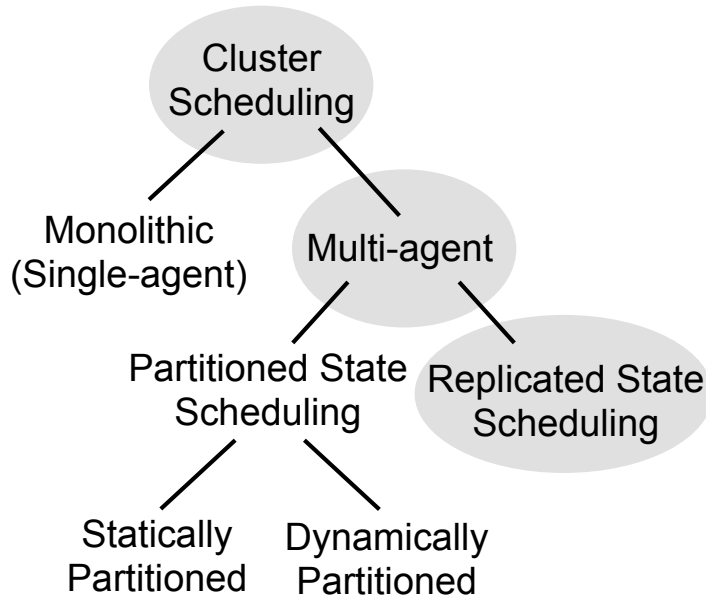 Cluster
Scheduling
Monolithic
(Single-agent)
Multi-agent
Partitioned State
Scheduling
Replicated State
Scheduling
Statically
Partitioned
Dynamically
Partitioned